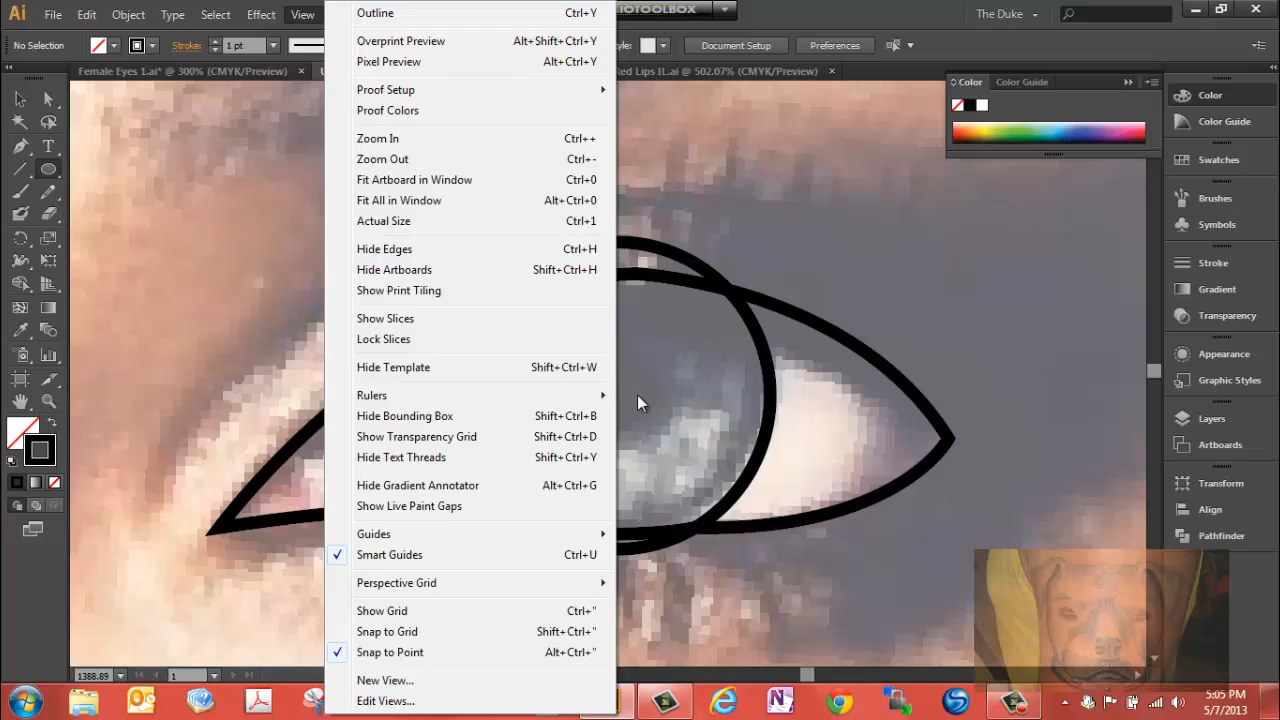 Ai File Edit Object Type Select Effect View
IOTOOLBOX
The Duke
No Selection Stroke: 1 pt
Document Setup Preferences
Female Eyes 1.ai* @ 300% (CMYK/Preview)
Red Lips IL.ai @ 502.07% (CMYK/Preview)
Outline Ctrl+Y
Overprint Preview Alt+Shift+Ctrl+Y
Pixel Preview Alt+Ctrl+Y
Proof Setup
Proof Colors
Zoom In Ctrl++
Zoom Out Ctrl+-
Fit Artboard in Window Ctrl+0
Fit All in Window Alt+Ctrl+0
Actual Size Ctrl+1
Hide Edges Ctrl+H
Hide Artboards Shift+Ctrl+H
Show Print Tiling
Show Slices
Lock Slices
Hide Template Shift+Ctrl+W
Rulers
Hide Bounding Box Shift+Ctrl+B
Show Transparency Grid Shift+Ctrl+D
Hide Text Threads Shift+Ctrl+Y
Hide Gradient Annotator Alt+Ctrl+G
Show Live Paint Gaps
Guides
Smart Guides Ctrl+U
Perspective Grid
Show Grid Ctrl+"
Snap to Grid Shift+Ctrl+"
Snap to Point Alt+Ctrl+"
New View...
Edit Views...
Color Color Guide
Color
Color Guide
Swatches
Brushes
Symbols
Stroke
Gradient
Transparency
Appearance
Graphic Styles
Layers
Artboards
Transform
Align
Pathfinder
1388.89 1
5:05 PM
5/7/2013